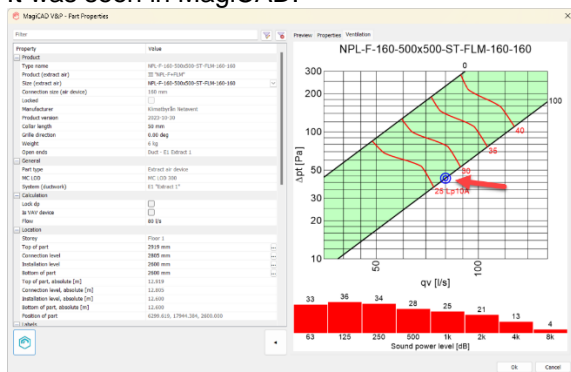 it was seen in MagiCAD.
MagiCAD V&P - Part Properties
Filter
Preview Properties Ventilation
Property Value
Product
Type name NPL-F-160-500x500-ST-FLM-160-160
Product (extract air) NPL-F+FLM
Size (extract air) NPL-F-160-500x500-ST-FLM-160-160
Connection size (air device) 160 mm
Locked
Manufacturer
Product version 2023-10-30
Collar length 50 mm
Grille direction 0.00 deg
Weight 6 kg
Open ends Duct - E1 Extract 1
General
Part type Extract air device
MC LOD MC LOD 300
System (ductwork) E1 "Extract 1"
Calculation
Lock dp
Is VAV device
Flow 80 l/s
Location
Storey Floor 1
Top of part 2919 mm
Connection level 2805 mm
Installation level 2600 mm
Bottom of part 2600 mm
Top of part, absolute [m] 12.919
Connection level, absolute [m] 12.805
Installation level, absolute [m] 12.600
Bottom of part, absolute [m] 12.600
Position of part
Labels
NPL-F-160-500x500-ST-FLM-160-160
0
300
200
100
100
40
35
50
30
30
25 Lp10A
20
10
Δpt [Pa]
50 100
qv [l/s]
33 36 34 28 25 21 13 4
63 125 250 500 1k 2k 4k 8k
Sound power level [dB]
Ok Cancel